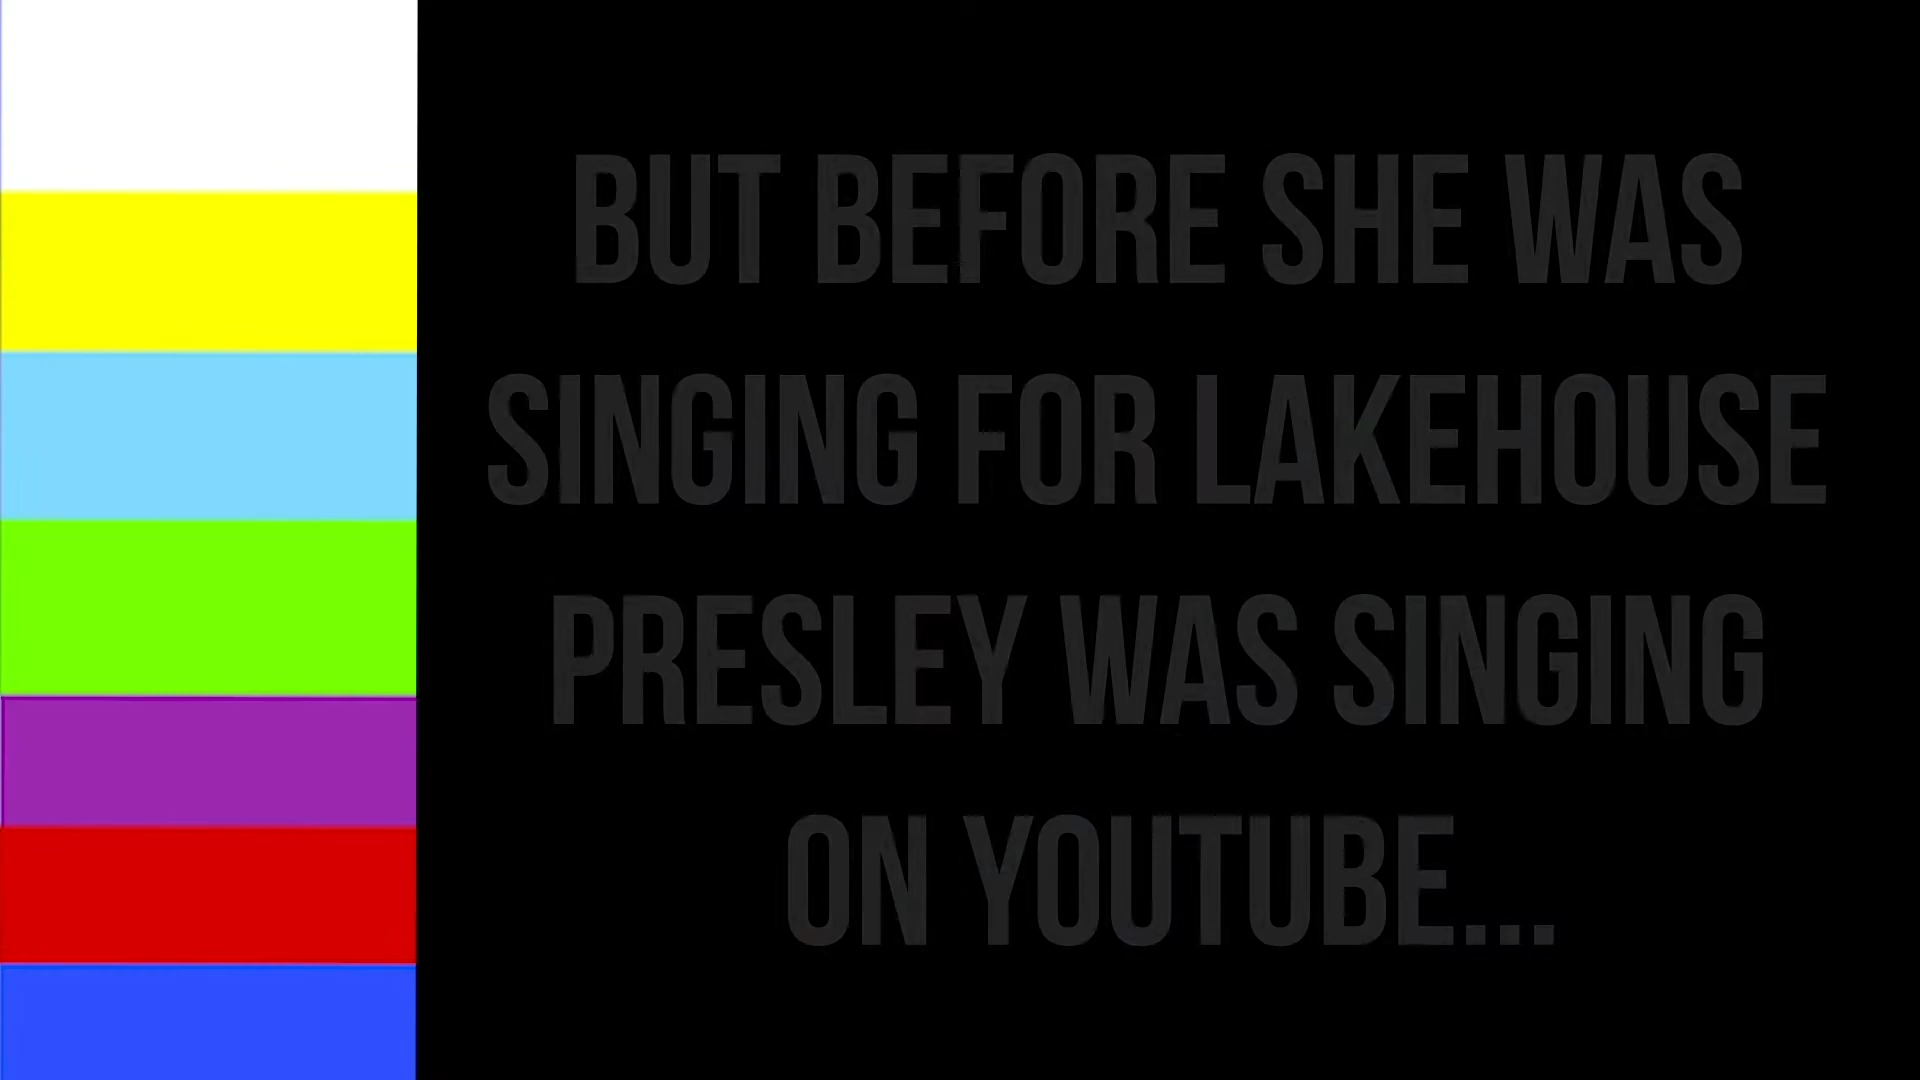 BUT BEFORE SHE WAS
SINGING FOR LAKEHOUSE
PRESLEY WAS SINGING
ON YOUTUBE...